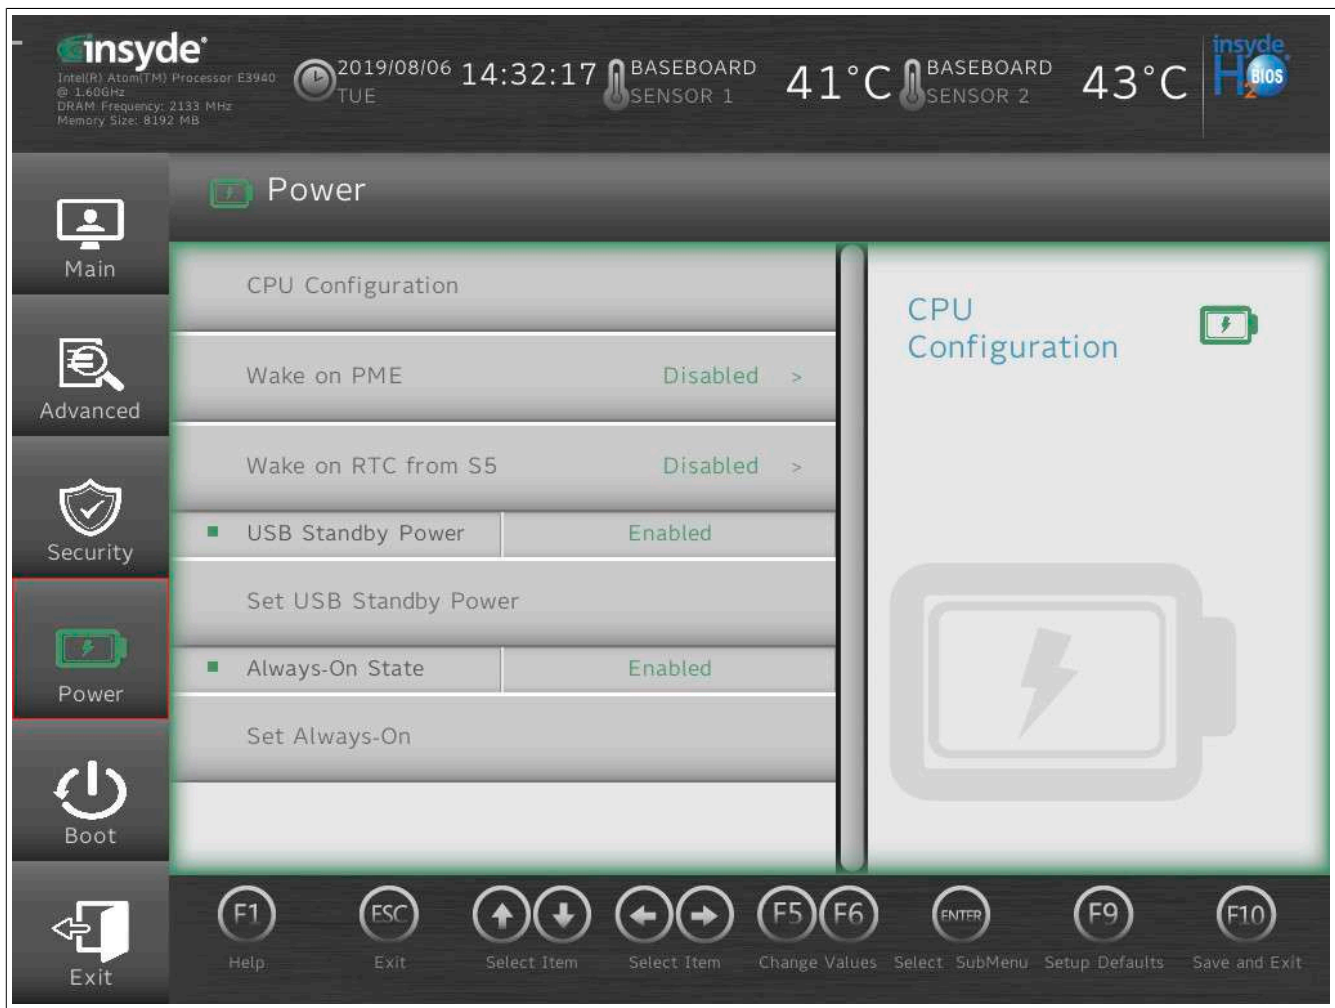 insyde®
Intel(R) Atom(TM) Processor E3940
@ 1.60GHz
DRAM Frequency: 2133 MHz
Memory Size: 8192 MB
2019/08/06
TUE
14:32:17
BASEBOARD
SENSOR 1
41°C
BASEBOARD
SENSOR 2
43°C
insyde®
H2O BIOS
Main
Advanced
Security
Power
Boot
Exit
Power
CPU Configuration
Wake on PME Disabled >
Wake on RTC from S5 Disabled >
USB Standby Power Enabled
Set USB Standby Power
Always-On State Enabled
Set Always-On
CPU
Configuration
F1 ESC F5 F6 ENTER F9 F10
Help Exit Select Item Select Item Change Values Select SubMenu Setup Defaults Save and Exit